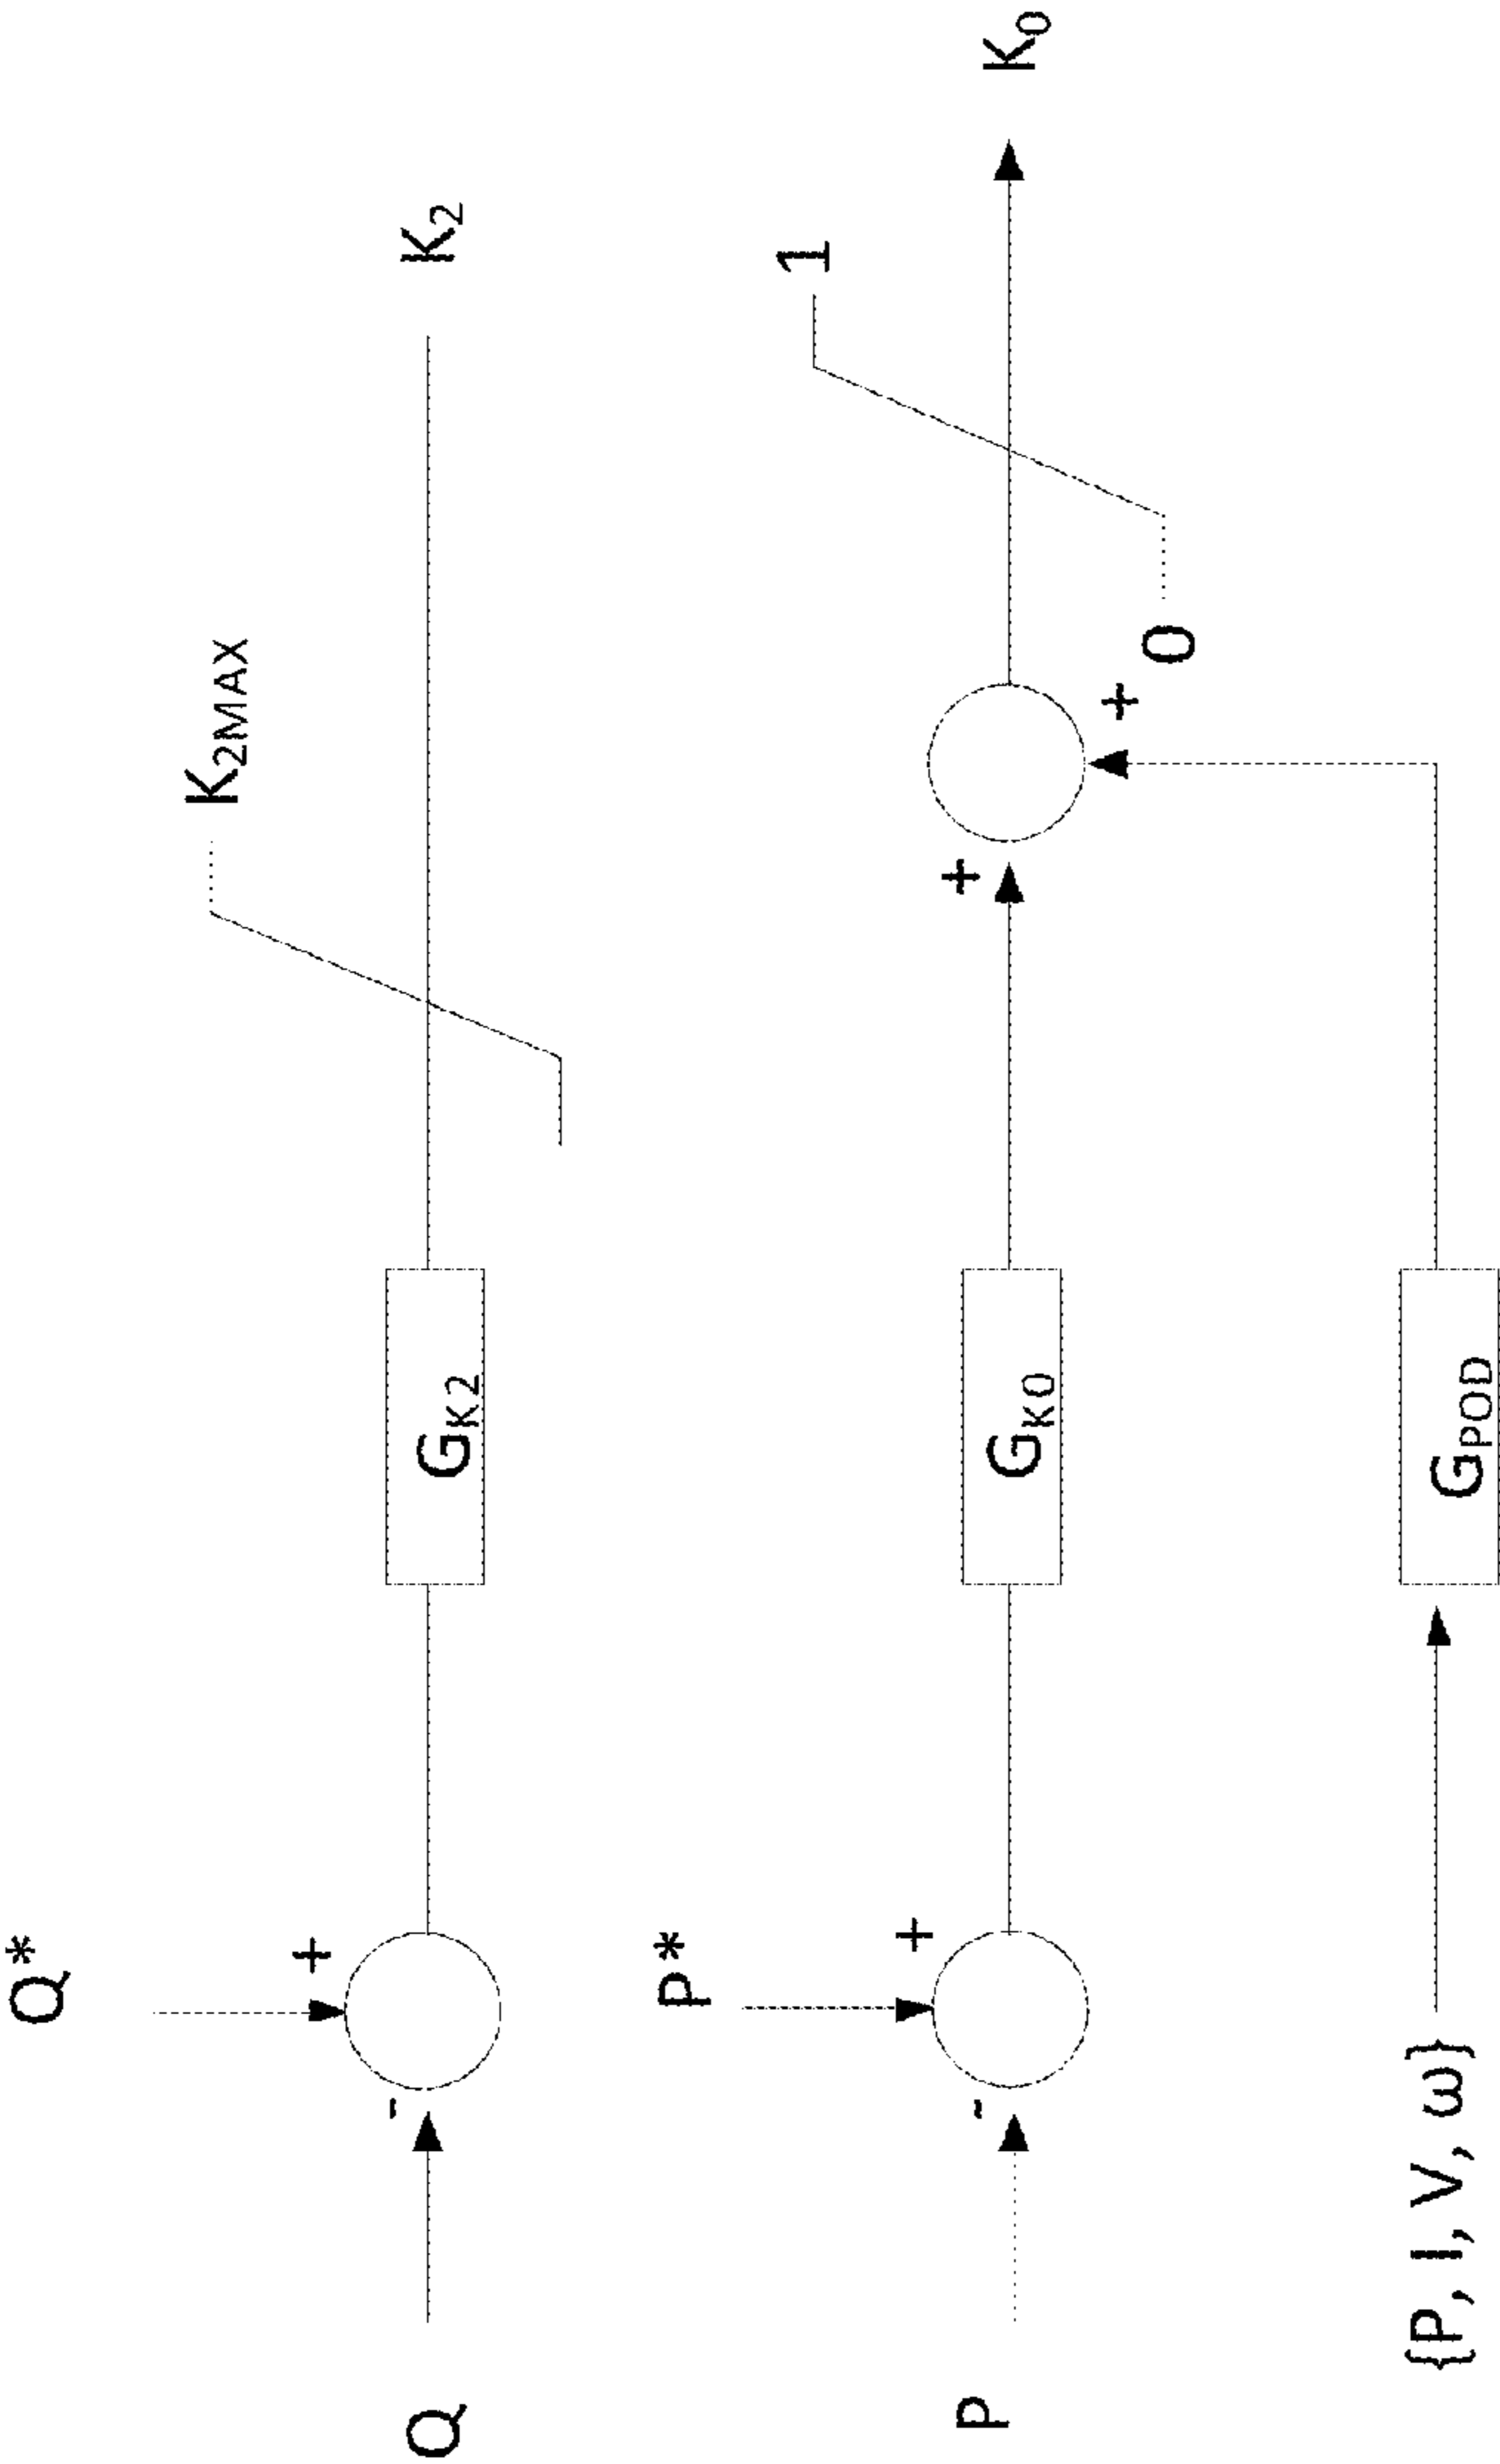 Q*
+
-
Q
G_K2
K_2MAX
K_2
P*
+
-
P
G_K0
+
+
1
0
K_0
{P, I, V, ω}
G_POD